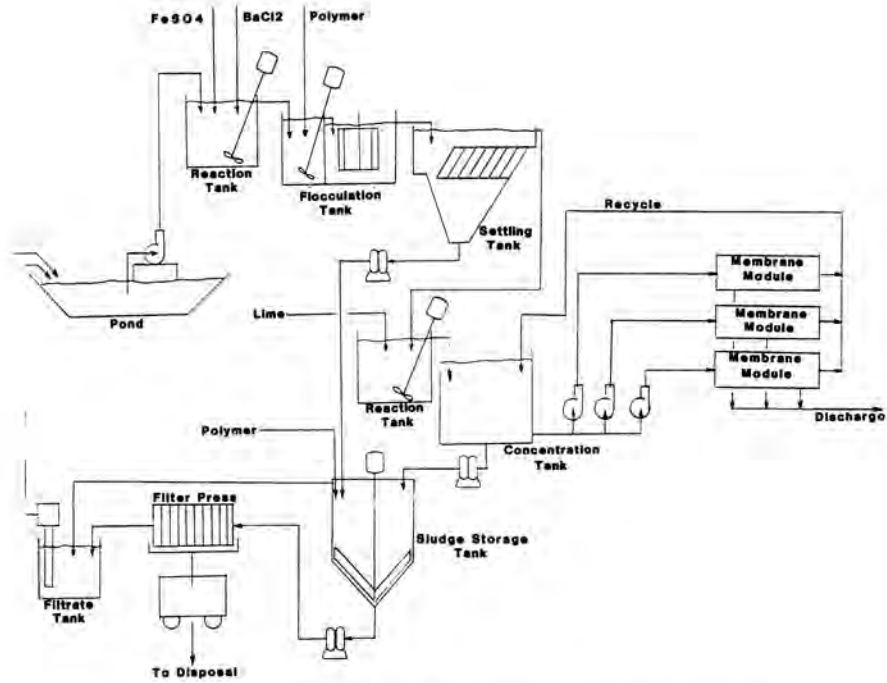 FeSO4
BaCl2
Polymer
Reaction
Tank
Flocculation
Tank
Settling
Tank
Recycle
Membrane
Module
Membrane
Module
Membrane
Module
Pond
Lime
Reaction
Tank
Discharge
Concentration
Tank
Polymer
Filter Press
Sludge Storage
Tank
Filtrate
Tank
To Disposal